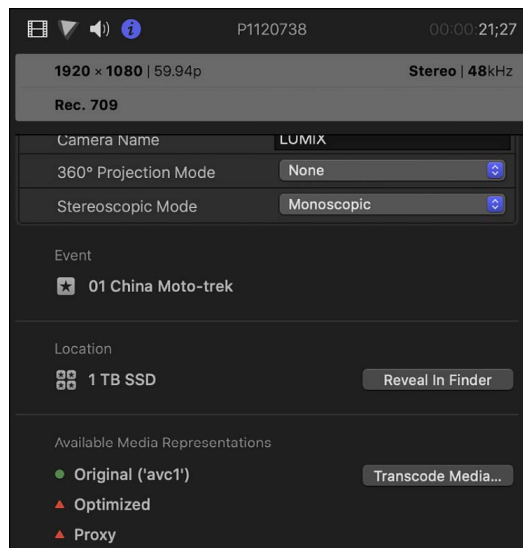 P1120738 00:00:21;27
1920 × 1080 | 59.94p Stereo | 48kHz
Rec. 709
Camera Name LUMIX
360° Projection Mode None
Stereoscopic Mode Monoscopic
Event
01 China Moto-trek
Location
1 TB SSD Reveal In Finder
Available Media Representations
Original ('avc1') Transcode Media...
Optimized
Proxy